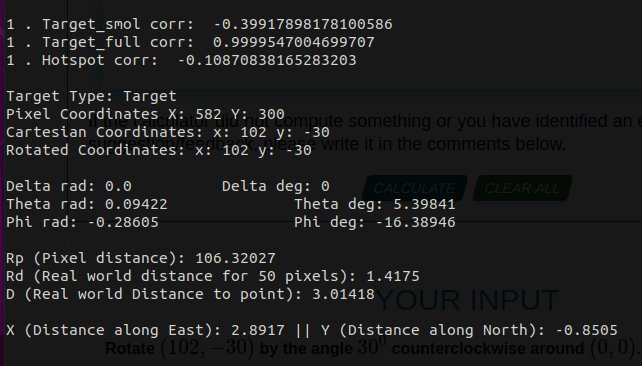 1 . Target_smol corr:  -0.39917898178100586
1 . Target_full corr:  0.9999547004699707
1 . Hotspot corr:  -0.10870838165283203
Target Type: Target
Pixel Coordinates X: 582 Y: 300
Cartesian Coordinates: x: 102 y: -30
Rotated Coordinates: x: 102 y: -30
compute something or you have identified an e
write it in the comments below.
Delta rad: 0.0 Delta deg: 0
CALCULATE CLEAR ALL
Theta rad: 0.09422 Theta deg: 5.39841
Phi rad: -0.28605 Phi deg: -16.38946
Rp (Pixel distance): 106.32027
Rd (Real world distance for 50 pixels): 1.4175
D (Real world Distance to point): 3.01418
YOUR INPUT
X (Distance along East): 2.8917 || Y (Distance along North): -0.8505
Rotate (102, −30) by the angle 30⁰ counterclockwise around (0, 0).